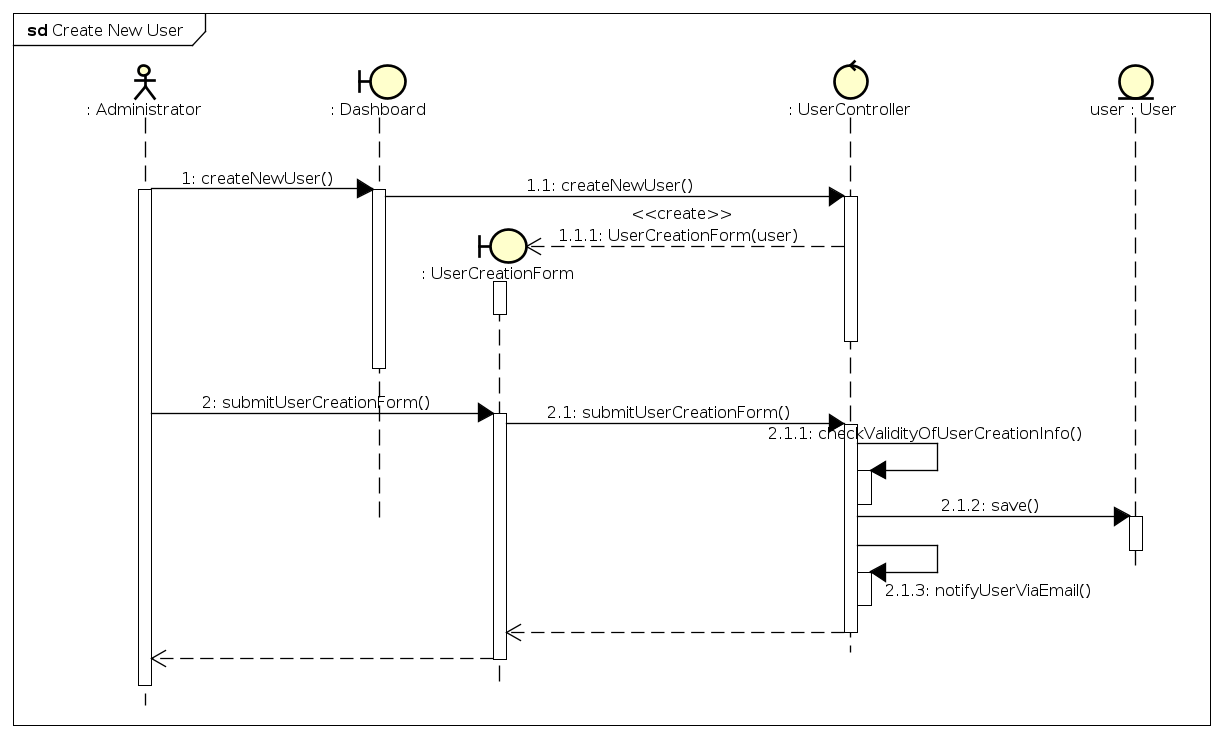 sd Create New User
: Administrator
: Dashboard
: UserController
user : User
1: createNewUser()
1.1: createNewUser()
<<create>>
1.1.1: UserCreationForm(user)
: UserCreationForm
2: submitUserCreationForm()
2.1: submitUserCreationForm()
2.1.1: checkValidityOfUserCreationInfo()
2.1.2: save()
2.1.3: notifyUserViaEmail()